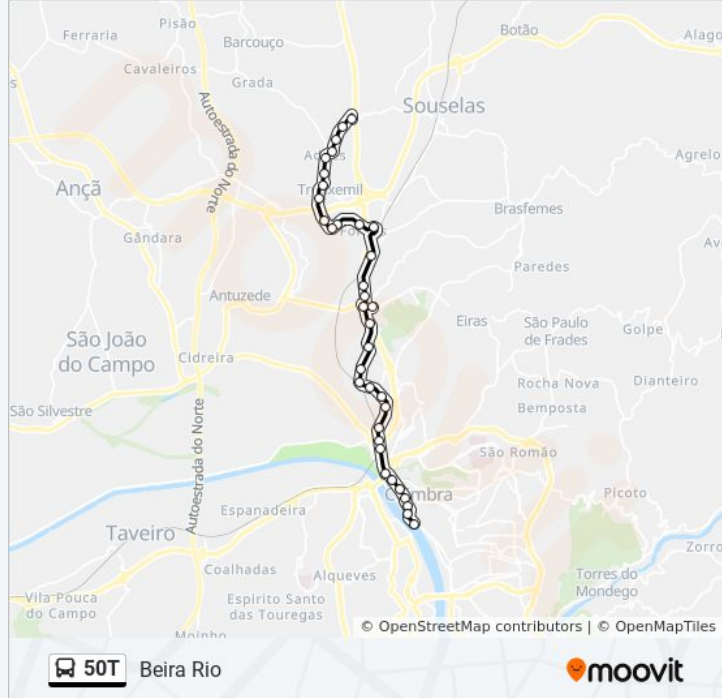 Pisão
Botão
Ferraria
Barcouço
Alago
Cavaleiros
Grada
Souselas
Autoestrada do Norte
Agrelo
Trouxemil
Ançã
Brasfemes
Gândara
Paredes
Antuzede
Eiras
São Paulo
de Frades
Golpe
São João
do Campo
Cidreira
Dianteiro
Rocha Nova
São Silvestre
Bemposta
Autoestrada do Norte
São Romão
Coimbra
Picoto
Espanadeira
Taveiro
Zorro
Coalhadas
Alqueves
Torres do
Mondego
Vila Pouca
do Campo
Espírito Santo
das Touregas
Moinho
© OpenStreetMap contributors | © OpenMapTiles
50T Beira Rio
moovit